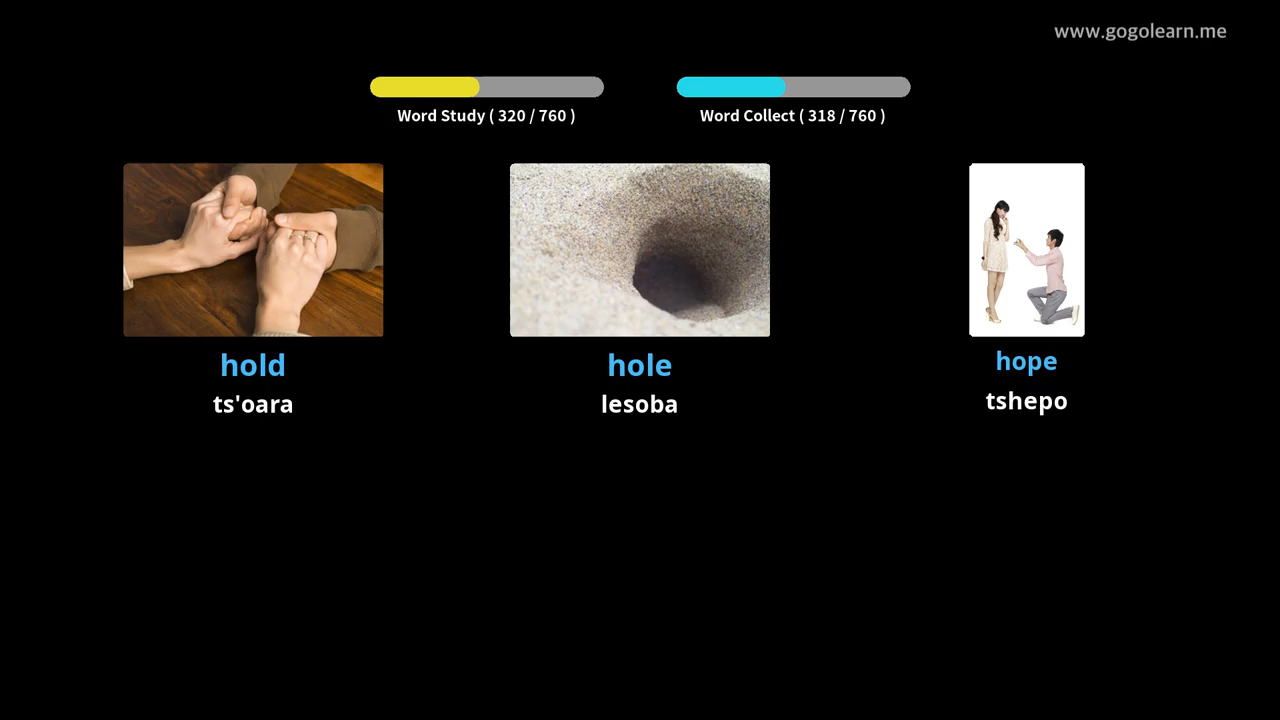 www.gogolearn.me
Word Study ( 320 / 760 )
Word Collect ( 318 / 760 )
hold
ts'oara
hole
lesoba
hope
tshepo